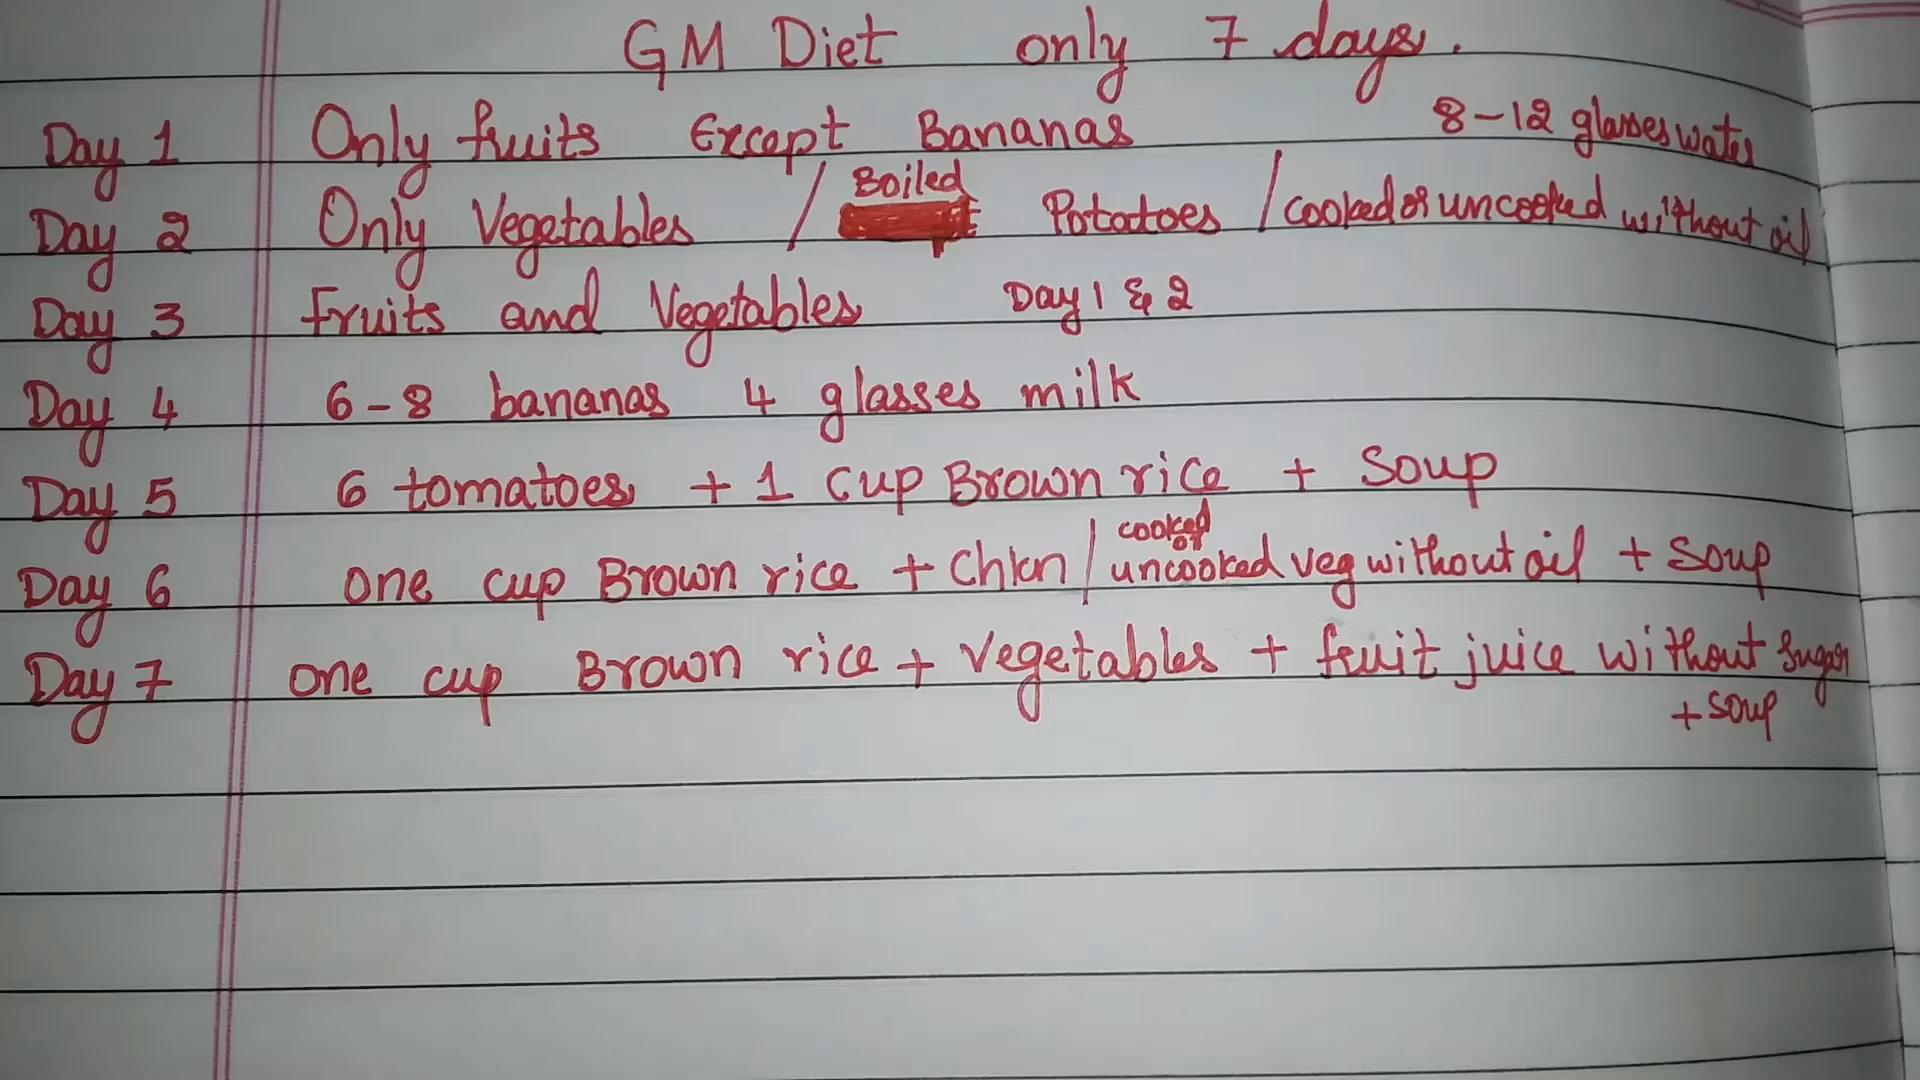 GM Diet only 7 days.
Day 1 Only fruits Except Bananas 8-12 glasses water
Day 2 Only Vegetables / Boiled Potatoes / cooked or uncooked without oil
Day 3 Fruits and Vegetables Day 1 & 2
Day 4 6-8 bananas 4 glasses milk
Day 5 6 tomatoes + 1 cup Brown rice + Soup
Day 6 one cup Brown rice + Chkn / cooked or uncooked veg without oil + Soup
Day 7 one cup Brown rice + Vegetables + fruit juice without sugar
+ soup